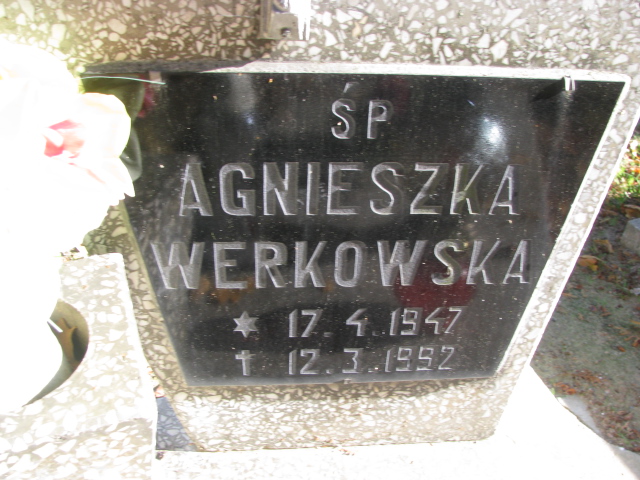 ŚP
AGNIESZKA
WERKOWSKA
* 17.4.1947
† 12.3.1992